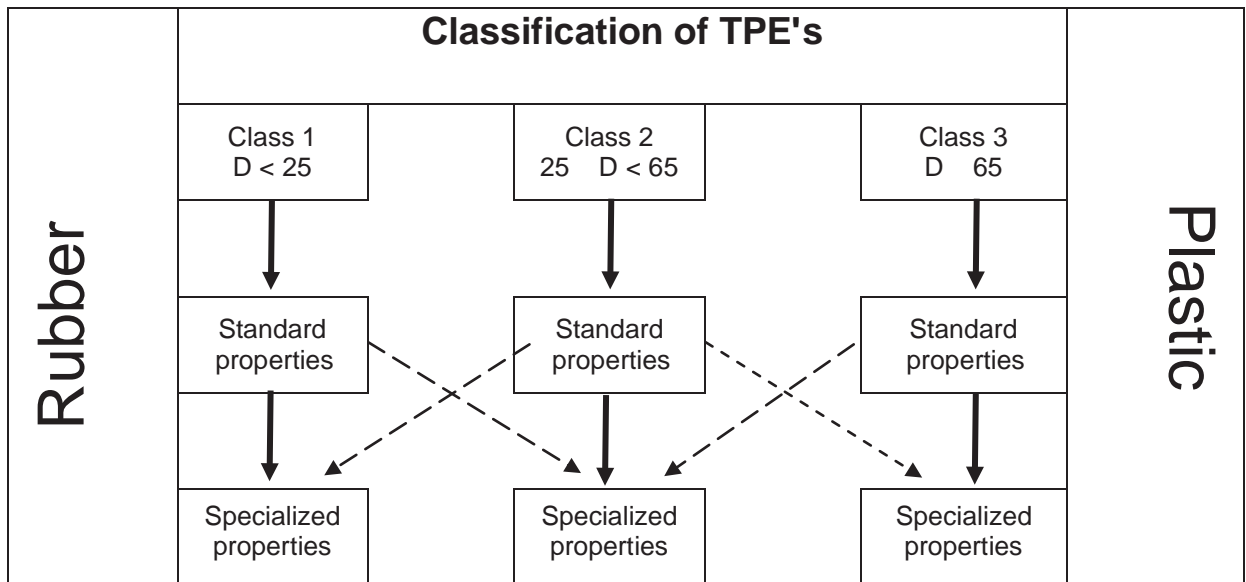 Classification of TPE's
Rubber
Class 1
D < 25
Class 2
25 D < 65
Class 3
D 65
Plastic
Standard
properties
Standard
properties
Standard
properties
Specialized
properties
Specialized
properties
Specialized
properties